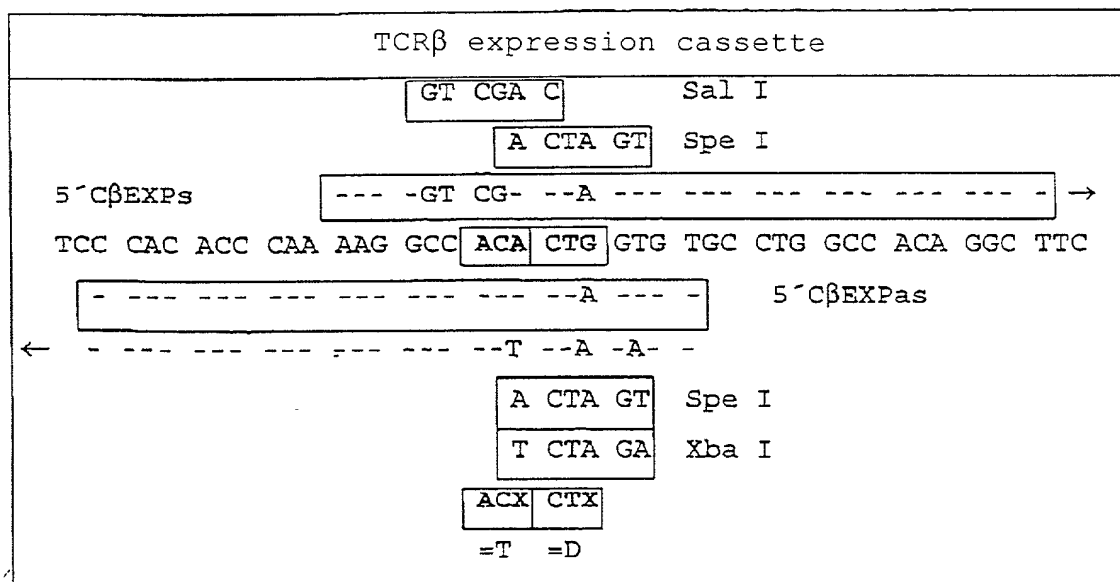 TCRβ expression cassette
GT CGA C Sal I
A CTA GT Spe I
5´CβEXPs --- -GT CG- --A --- --- --- --- --- --- - →
TCC CAC ACC CAA AAG GCC ACA CTG GTG TGC CTG GCC ACA GGC TTC
- --- --- --- --- --- --- --A --- - 5´CβEXPas
← - --- --- --- --- --- --T --A -A- -
A CTA GT Spe I
T CTA GA Xba I
ACX CTX
=T =D